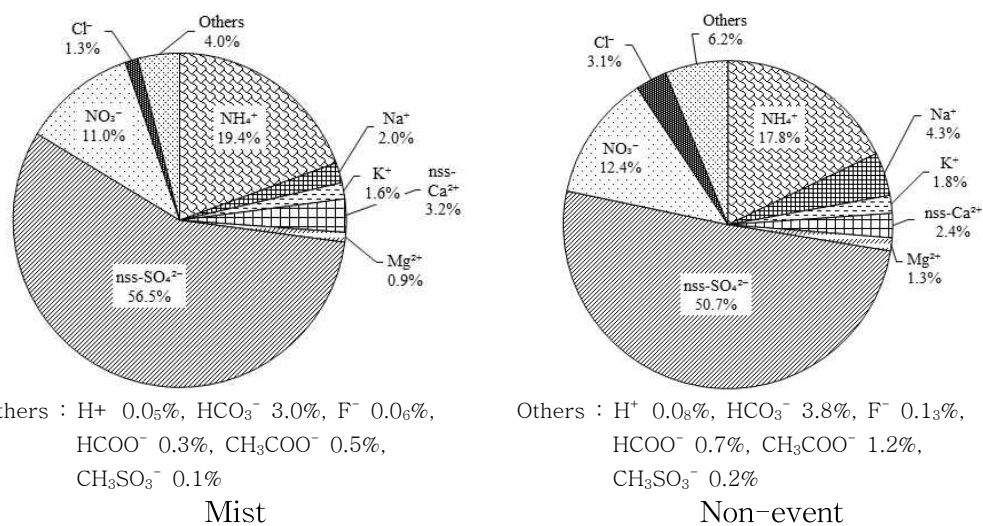 Others
4.0%
Cl⁻
1.3%
NO₃⁻
11.0%
NH₄⁺
19.4%
Na⁺
2.0%
K⁺
1.6%
nss-
Ca²⁺
3.2%
Mg²⁺
0.9%
nss-SO₄²⁻
56.5%
thers : H+ 0.0₅%, HCO₃⁻ 3.0%, F⁻ 0.0₆%,
HCOO⁻ 0.3%, CH₃COO⁻ 0.5%,
CH₃SO₃⁻ 0.1%
Mist
Others
6.2%
Cl⁻
3.1%
NO₃⁻
12.4%
NH₄⁺
17.8%
Na⁺
4.3%
K⁺
1.8%
nss-Ca²⁺
2.4%
Mg²⁺
1.3%
nss-SO₄²⁻
50.7%
Others : H⁺ 0.0₈%, HCO₃⁻ 3.8%, F⁻ 0.1₃%,
HCOO⁻ 0.7%, CH₃COO⁻ 1.2%,
CH₃SO₃⁻ 0.2%
Non-event